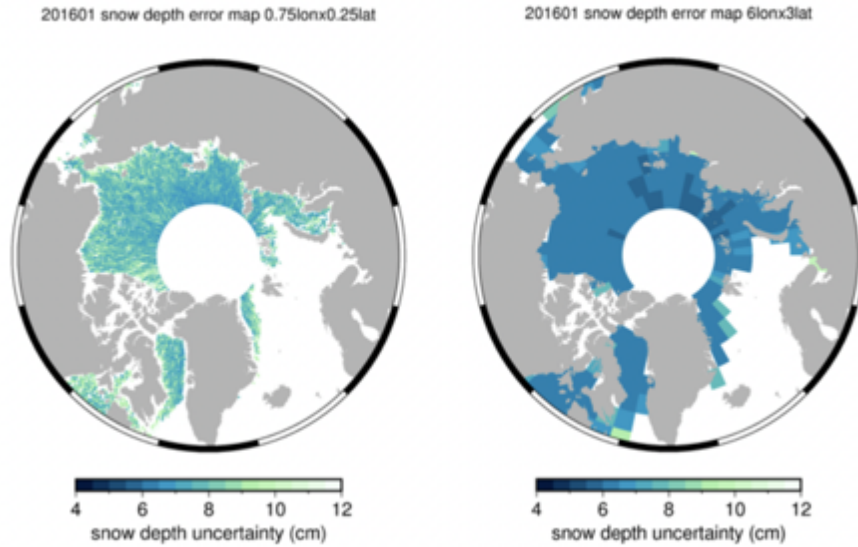 201601 snow depth error map 0.75lonx0.25lat
201601 snow depth error map 6lonx3lat
4 6 8 10 12
snow depth uncertainty (cm)
4 6 8 10 12
snow depth uncertainty (cm)